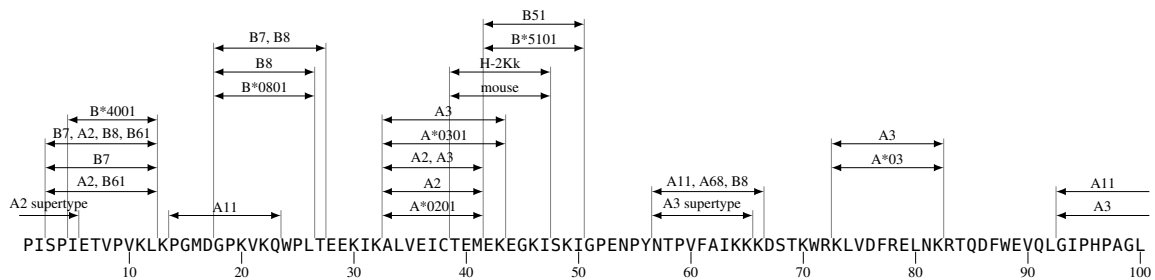 B51
B7, B8
B*5101
B8
H-2Kk
B*0801
mouse
B*4001
A3
B7, A2, B8, B61
A*0301
A3
B7
A2, A3
A*03
A2, B61
A2
A11, A68, B8
A11
A2 supertype
A11
A*0201
A3 supertype
A3
PISPIETVPVKLKPGMDGPKVKQWPLTEEKIKALVEICTEMEKEGKISKIGPENPYNTPVFAIKKKDSTKWRKLVDFRELNKRTQDFWEVQLGIPHPAGL
10 20 30 40 50 60 70 80 90 100